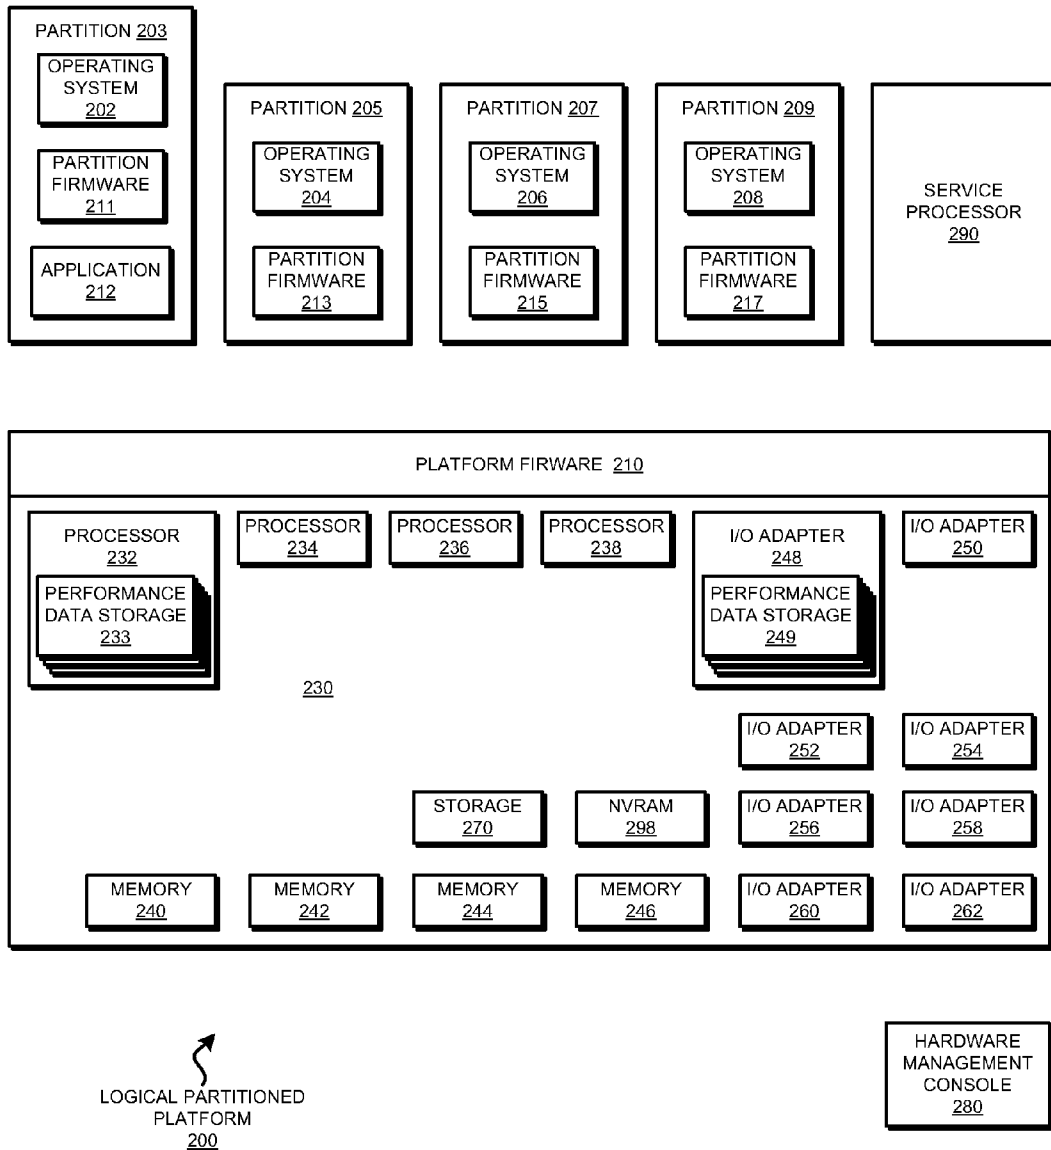 PARTITION 203
OPERATING
SYSTEM
202
PARTITION
FIRMWARE
211
APPLICATION
212
PARTITION 205
OPERATING
SYSTEM
204
PARTITION
FIRMWARE
213
PARTITION 207
OPERATING
SYSTEM
206
PARTITION
FIRMWARE
215
PARTITION 209
OPERATING
SYSTEM
208
PARTITION
FIRMWARE
217
SERVICE
PROCESSOR
290
PLATFORM FIRWARE 210
PROCESSOR
232
PERFORMANCE
DATA STORAGE
233
PROCESSOR
234
PROCESSOR
236
PROCESSOR
238
I/O ADAPTER
248
PERFORMANCE
DATA STORAGE
249
I/O ADAPTER
250
230
I/O ADAPTER
252
I/O ADAPTER
254
STORAGE
270
NVRAM
298
I/O ADAPTER
256
I/O ADAPTER
258
MEMORY
240
MEMORY
242
MEMORY
244
MEMORY
246
I/O ADAPTER
260
I/O ADAPTER
262
LOGICAL PARTITIONED
PLATFORM
200
HARDWARE
MANAGEMENT
CONSOLE
280